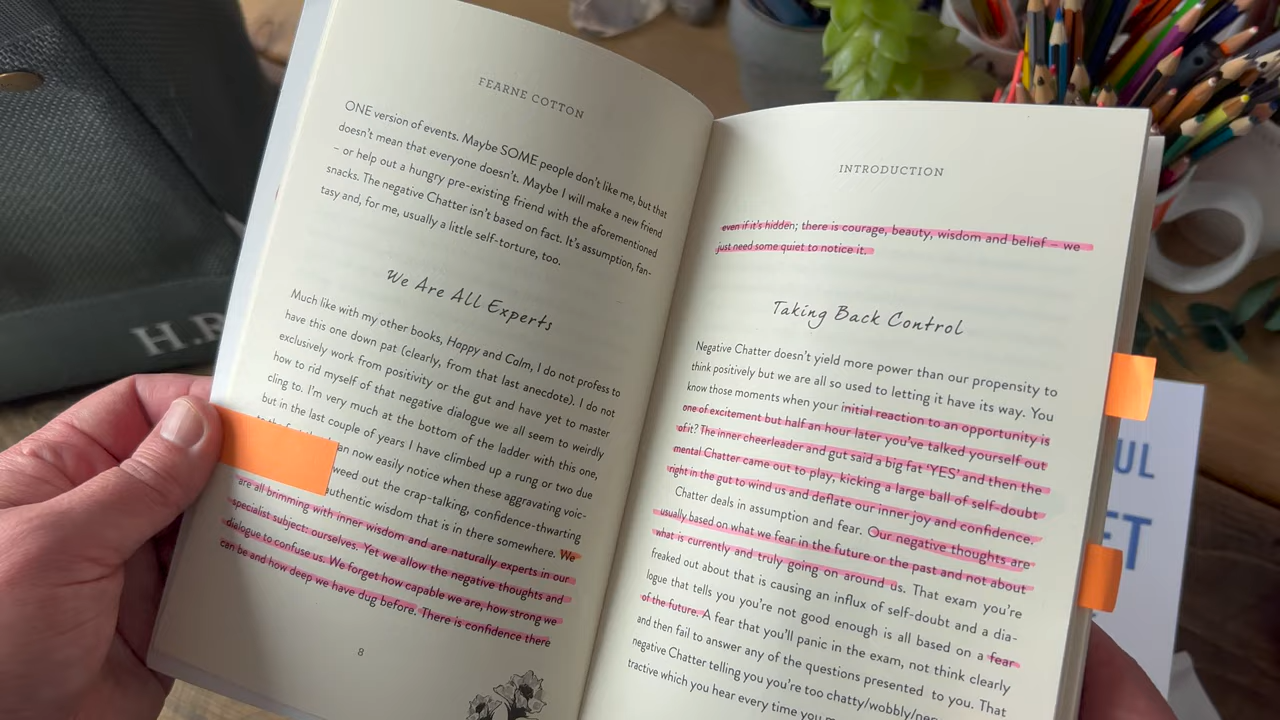 FEARNE COTTON
ONE version of events. Maybe SOME people don't like me, but that
doesn't mean that everyone doesn't. Maybe I will make a new friend
– or help out a hungry pre-existing friend with the aforementioned
snacks. The negative Chatter isn't based on fact. It's assumption, fan-
tasy and, for me, usually a little self-torture, too.
We Are All Experts
Much like with my other books, Happy and Calm, I do not profess to
have this one down pat (clearly, from that last anecdote). I do not
exclusively work from positivity or the gut and have yet to master
how to rid myself of that negative dialogue we all seem to weirdly
cling to. I'm very much at the bottom of the ladder with this one,
but in the last couple of years I have climbed up a rung or two due
an now easily notice when these aggravating voic-
weed out the crap-talking, confidence-thwarting
authentic wisdom that is in there somewhere. We
are all brimming with inner wisdom and are naturally experts in our
specialist subject: ourselves. Yet we allow the negative thoughts and
dialogue to confuse us. We forget how capable we are, how strong we
can be and how deep we have dug before. There is confidence there
8
INTRODUCTION
even if it's hidden; there is courage, beauty, wisdom and belief – we
just need some quiet to notice it.
Taking Back Control
Negative Chatter doesn't yield more power than our propensity to
think positively but we are all so used to letting it have its way. You
know those moments when your initial reaction to an opportunity is
one of excitement but half an hour later you've talked yourself out
of it? The inner cheerleader and gut said a big fat 'YES' and then the
mental Chatter came out to play, kicking a large ball of self-doubt
right in the gut to wind us and deflate our inner joy and confidence.
Chatter deals in assumption and fear. Our negative thoughts are
usually based on what we fear in the future or the past and not about
what is currently and truly going on around us. That exam you're
freaked out about that is causing an influx of self-doubt and a dia-
logue that tells you you're not good enough is all based on a fear
of the future. A fear that you'll panic in the exam, not think clearly
and then fail to answer any of the questions presented to you. That
negative Chatter telling you you're too chatty/wobbly/ner
tractive which you hear every time you m
H.R
UL
ET